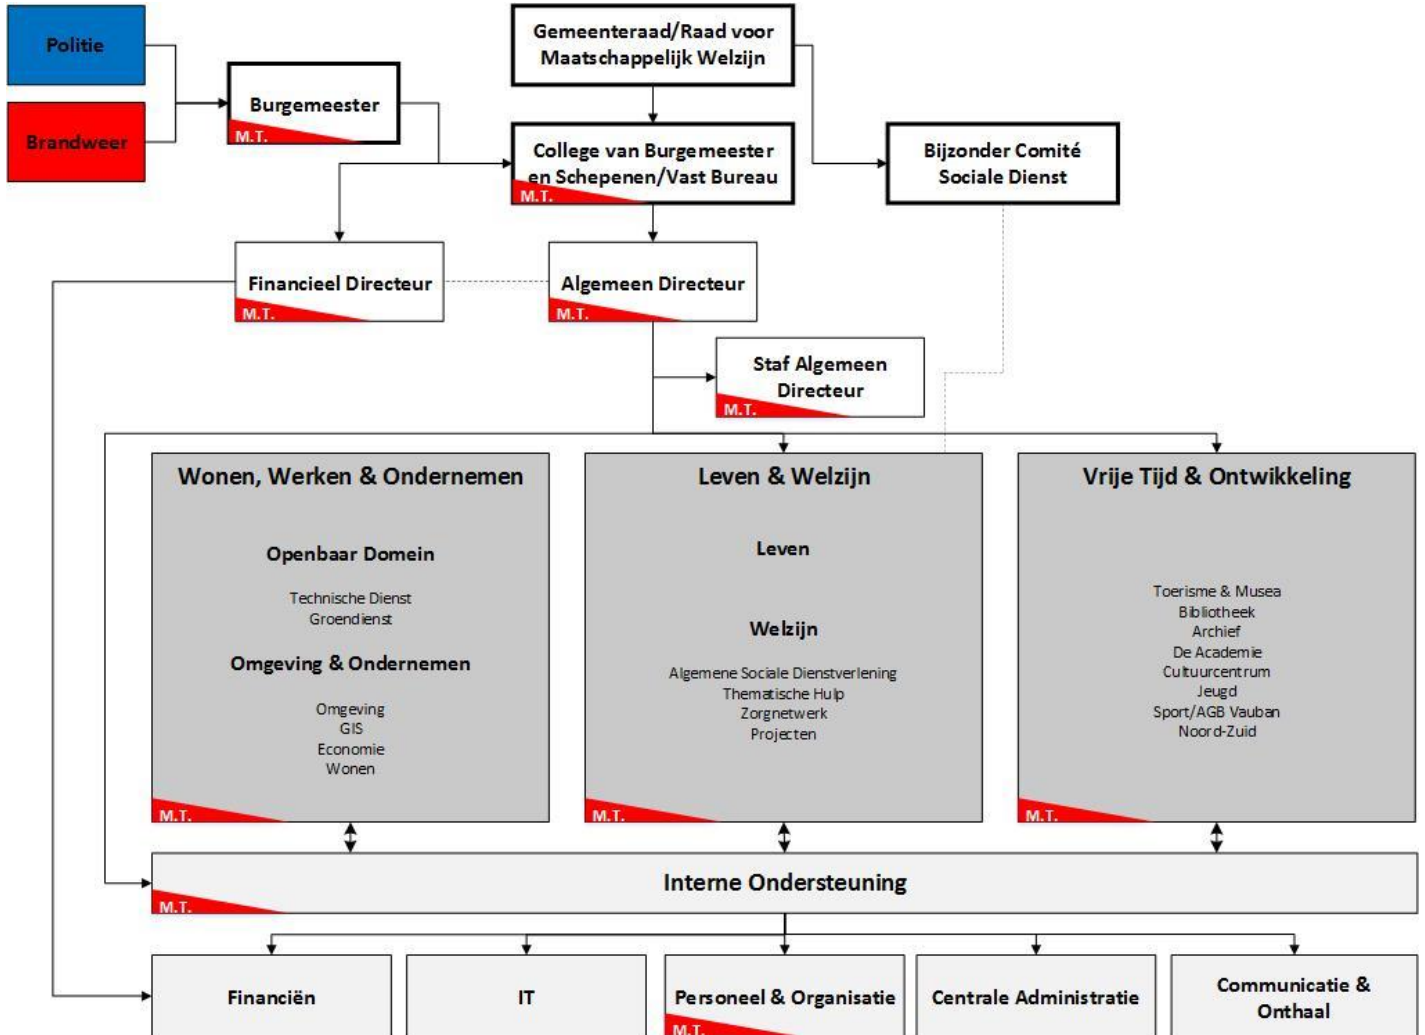 Politie
Brandweer
Burgemeester
M.T.
Gemeenteraad/Raad voor
Maatschappelijk Welzijn
College van Burgemeester
en Schepenen/Vast Bureau
M.T.
Bijzonder Comité
Sociale Dienst
Financieel Directeur
M.T.
Algemeen Directeur
M.T.
Staf Algemeen
Directeur
M.T.
Wonen, Werken & Ondernemen
Openbaar Domein
Technische Dienst
Groendienst
Omgeving & Ondernemen
Omgeving
GIS
Economie
Wonen
M.T.
Leven & Welzijn
Leven
Welzijn
Algemene Sociale Dienstverlening
Thematische Hulp
Zorgnetwerk
Projecten
M.T.
Vrije Tijd & Ontwikkeling
Toerisme & Musea
Bibliotheek
Archief
De Academie
Cultuurcentrum
Jeugd
Sport/AGB Vauban
Noord-Zuid
M.T.
Interne Ondersteuning
M.T.
Financiën
IT
Personeel & Organisatie
M.T.
Centrale Administratie
Communicatie &
Onthaal